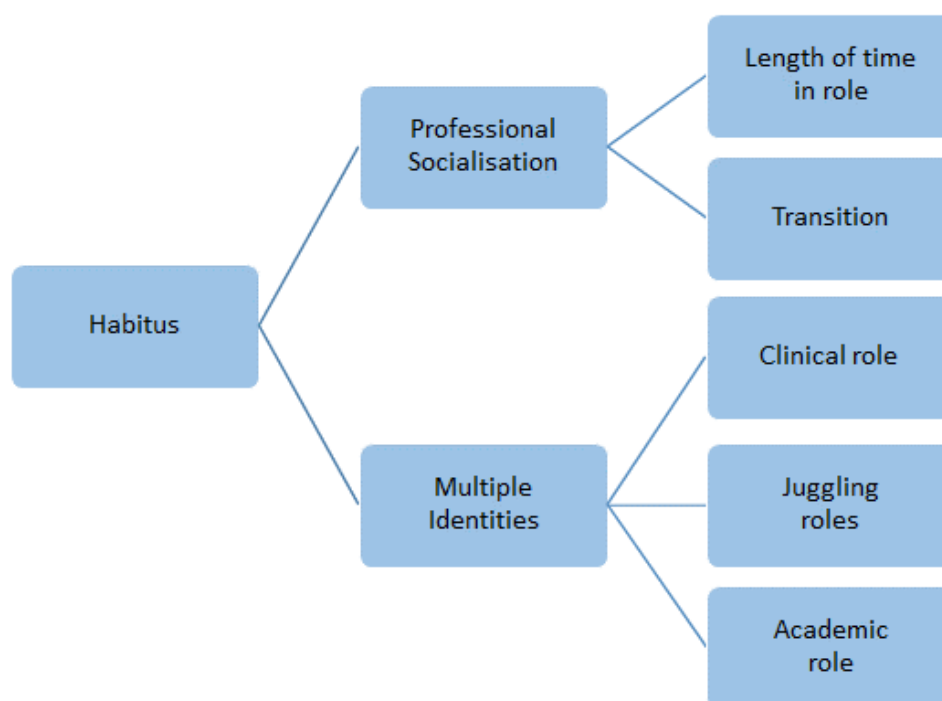 Habitus
Professional
Socialisation
Multiple
Identities
Length of time
in role
Transition
Clinical role
Juggling
roles
Academic
role